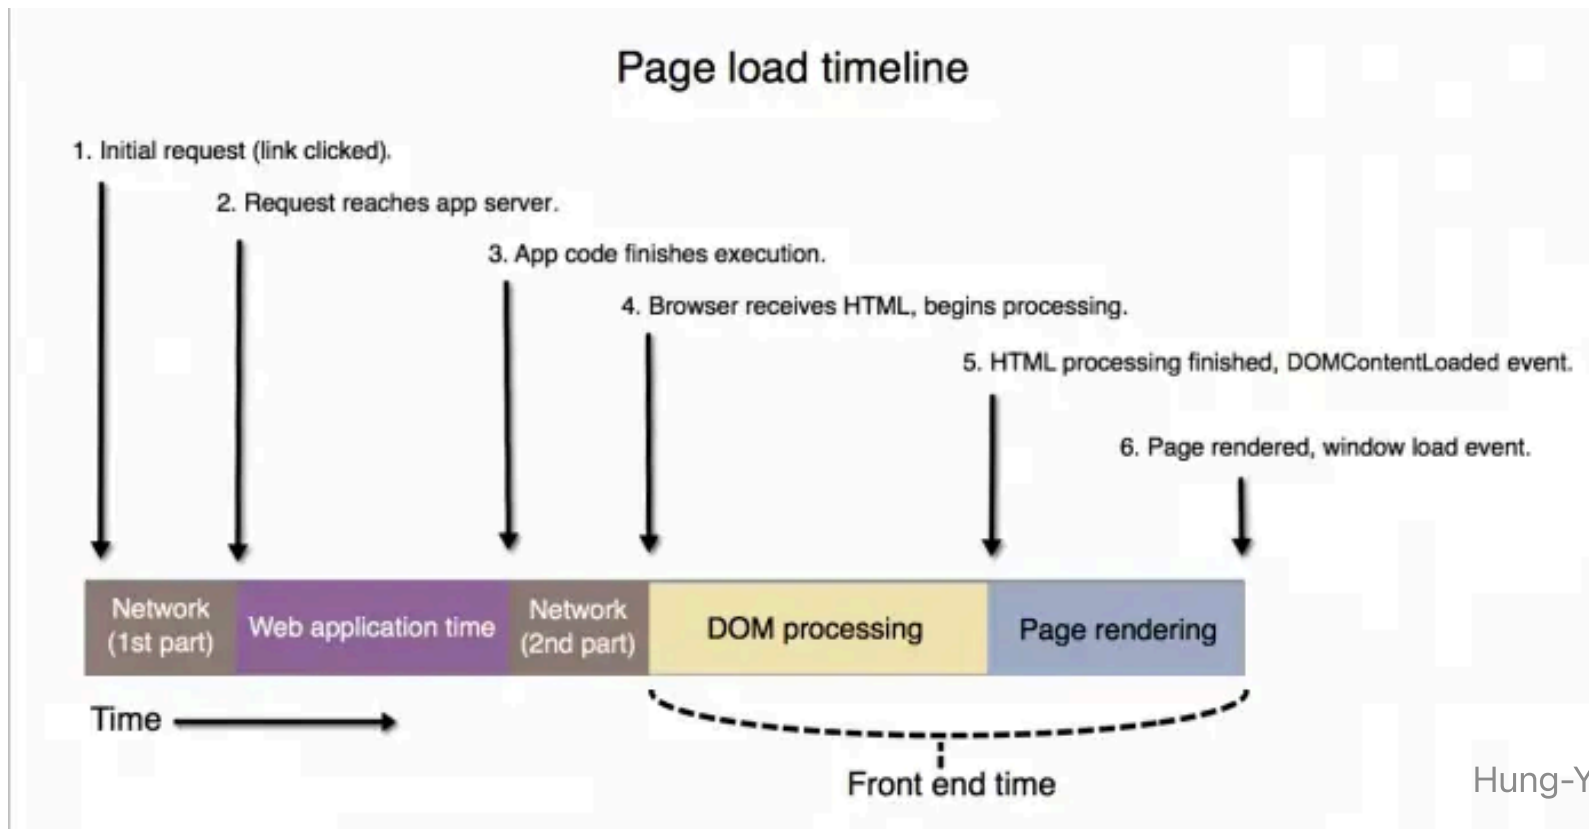 Page load timeline
1. Initial request (link clicked).
2. Request reaches app server.
3. App code finishes execution.
4. Browser receives HTML, begins processing.
5. HTML processing finished, DOMContentLoaded event.
6. Page rendered, window load event.
Network
(1st part)
Web application time
Network
(2nd part)
DOM processing
Page rendering
Time
Front end time
Hung-Y